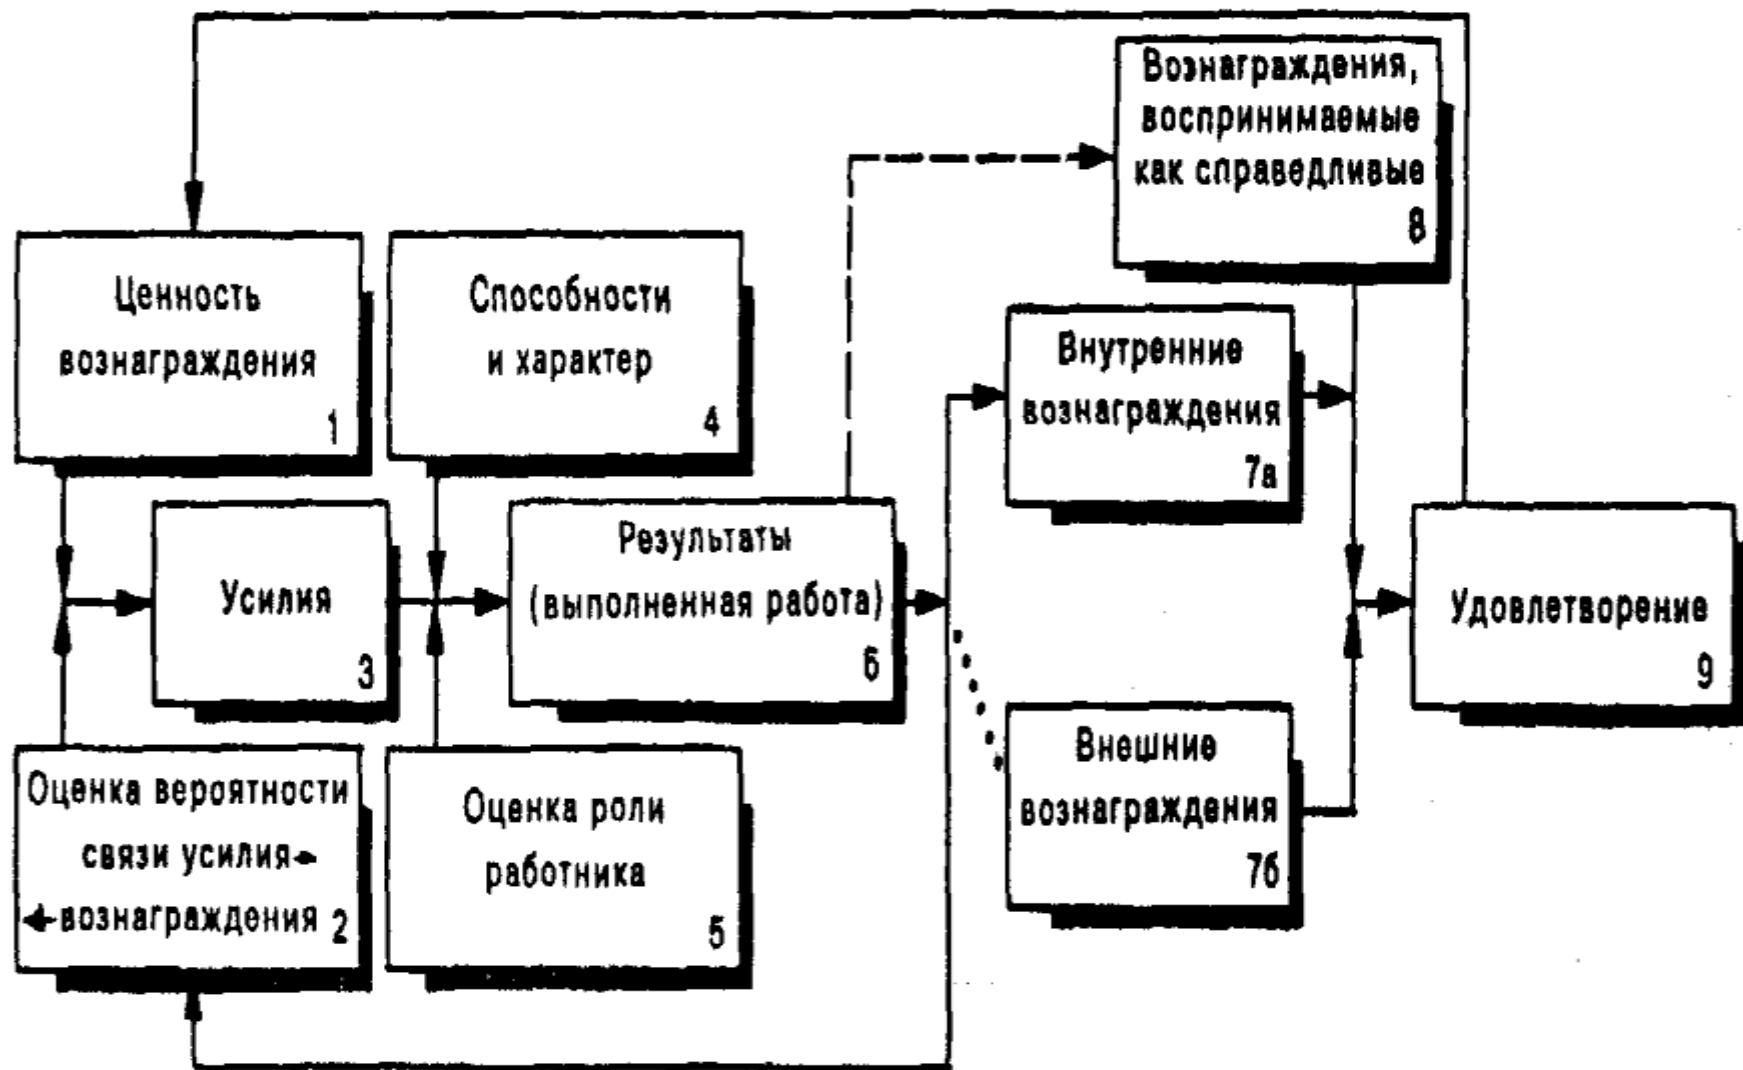 Вознаграждения,
воспринимаемые
как справедливые
8
Ценность
вознаграждения
1
Способности
и характер
4
Внутренние
вознаграждения
7а
Усилия
3
Результаты
(выполненная работа)
6
Удовлетворение
9
Оценка вероятности
связи усилия-
вознаграждения 2
Оценка роли
работника
5
Внешние
вознаграждения
7б